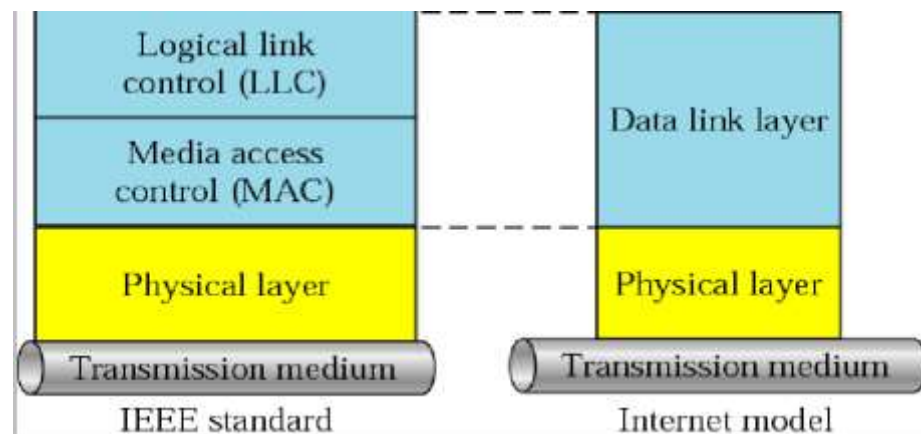 Logical link
control (LLC)
Media access
control (MAC)
Physical layer
Transmission medium
IEEE standard
Data link layer
Physical layer
Transmission medium
Internet model